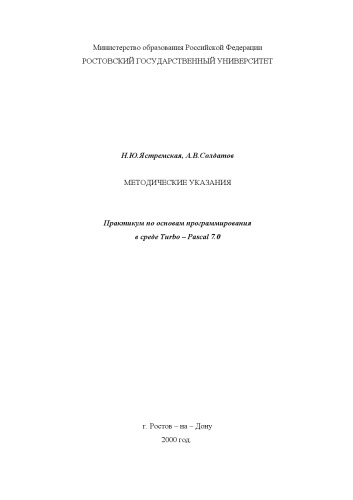 Министерство образования Российской Федерации
РОСТОВСКИЙ ГОСУДАРСТВЕННЫЙ УНИВЕРСИТЕТ
Н.Ю.Ястремская, А.В.Солдатов
МЕТОДИЧЕСКИЕ УКАЗАНИЯ
Практикум по основам программирования
в среде Turbo – Pascal 7.0
г. Ростов – на – Дону
2000 год.